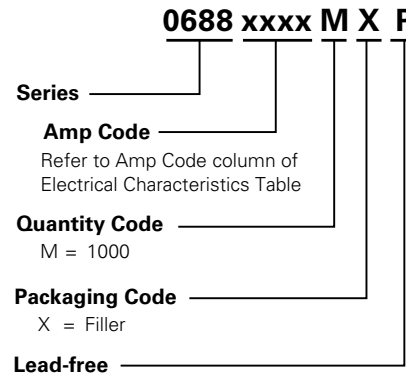 0688 xxxx M X P
Series
Amp Code
Refer to Amp Code column of
Electrical Characteristics Table
Quantity Code
M = 1000
Packaging Code
X = Filler
Lead-free